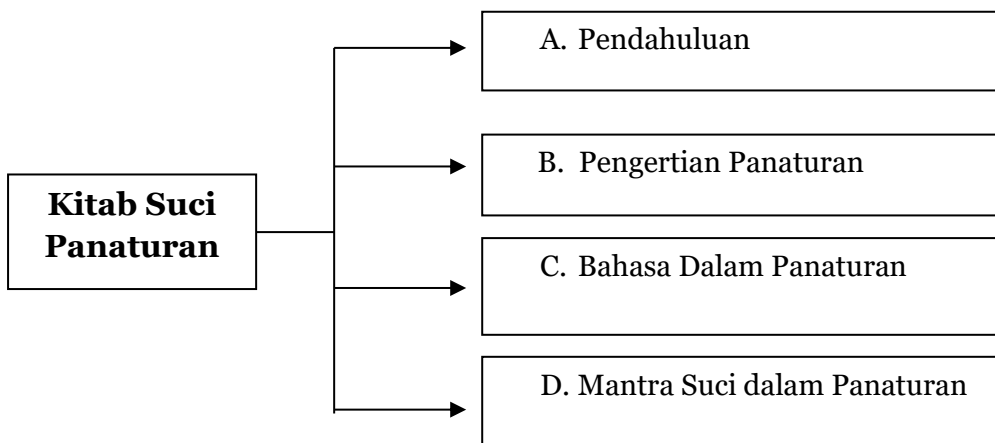 Kitab Suci
Panaturan
A. Pendahuluan
B. Pengertian Panaturan
C. Bahasa Dalam Panaturan
D. Mantra Suci dalam Panaturan